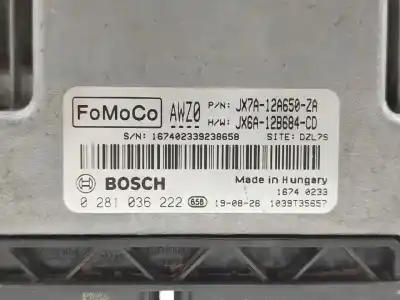 FoMoCo AWZ0 P/N: JX7A-12A650-ZA
H/W: JX6A-12B684-CD
S/N: 167402339238658 SITE: DZL7S
BOSCH Made in Hungary
1674 0233
0 281 036 222 658 19-08-26 1039T35657